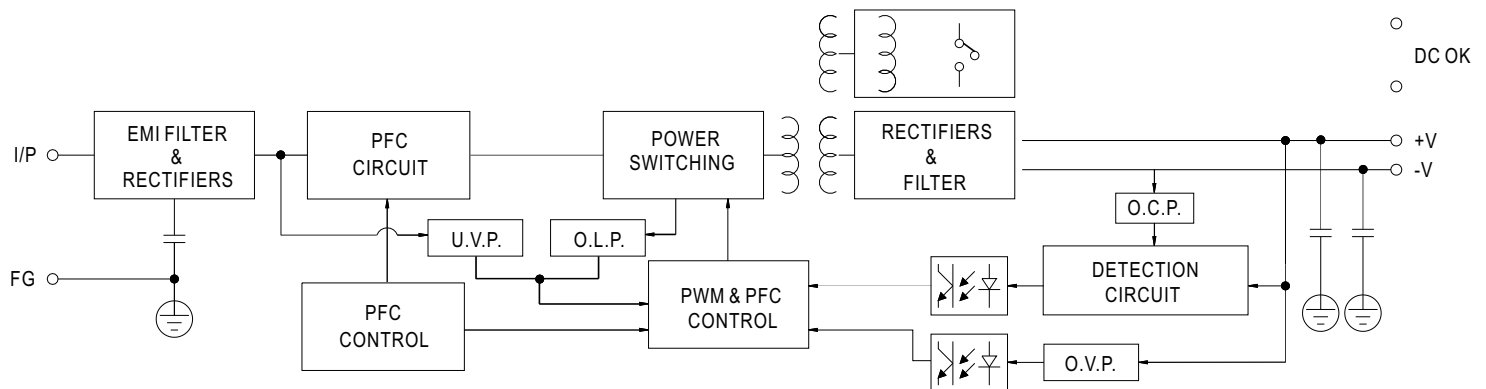 DC OK
I/P
EMI FILTER
&
RECTIFIERS
PFC
CIRCUIT
POWER
SWITCHING
RECTIFIERS
&
FILTER
+V
-V
O.C.P.
U.V.P.
O.L.P.
FG
PFC
CONTROL
PWM & PFC
CONTROL
DETECTION
CIRCUIT
O.V.P.